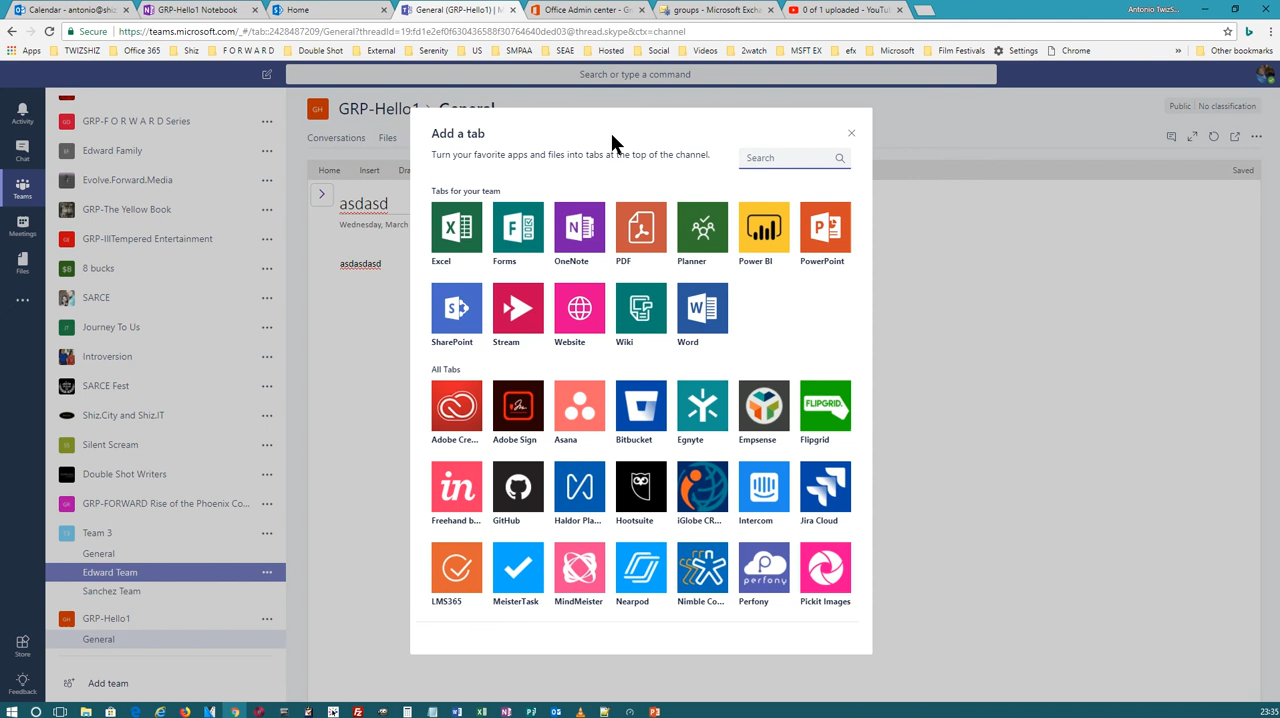 Calendar - antonio@shiz
GRP-Hello1 Notebook
Home
General (GRP-Hello1) | M
Office Admin center - Gr
groups - Microsoft Exch
0 of 1 uploaded - YouTu
Antonio TwizS
Secure
https://teams.microsoft.com/_#/tab::2428487209/General?threadId=19:fd1e2ef0f630436588f30764640ded03@thread.skype&ctx=channel
Apps TWIZSHIZ Office 365 Shiz F O R W A R D Double Shot External Serenity US SMPAA SEAE Hosted Social Videos 2watch MSFT EX efx Microsoft Film Festivals Settings Chrome » Other bookmarks
Search or type a command
Activity
Chat
Teams
Meetings
Files
Store
Feedback
GRP-F O R W A R D Series
Edward Family
Evolve.Forward.Media
GRP-The Yellow Book
GRP-IllTempered Entertainment
8 bucks
SARCE
Journey To Us
Introversion
SARCE Fest
Shiz.City and Shiz.IT
Silent Scream
Double Shot Writers
GRP-FORWARD Rise of the Phoenix Co...
Team 3
General
Edward Team
Sanchez Team
GRP-Hello1
General
Add team
GH GRP-Hello1 › General
Public No classification
Conversations Files
Home Insert Dra
Saved
asdasd
Wednesday, March
asdasdasd
Add a tab
Turn your favorite apps and files into tabs at the top of the channel.
Search
Tabs for your team
Excel Forms OneNote PDF Planner Power BI PowerPoint
SharePoint Stream Website Wiki Word
All Tabs
FLIPGRID.
Adobe Cre... Adobe Sign Asana Bitbucket Egnyte Empsense Flipgrid
in
Freehand b... GitHub Haldor Pla... Hootsuite iGlobe CR... Intercom Jira Cloud
perfony
LMS365 MeisterTask MindMeister Nearpod Nimble Co... Perfony Pickit Images
23:35